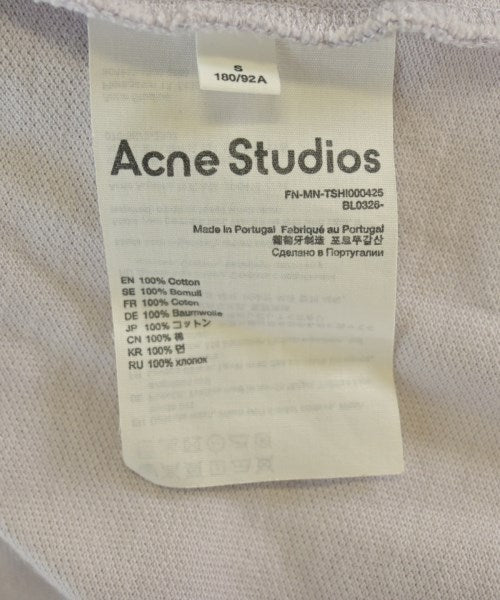 S
180/92A
Acne Studios
FN-MN-TSHI000425
BL0326-
Made in Portugal Fabriqué au Portugal
葡萄牙制造 포르투갈산
Сделано в Португалии
EN 100% Cotton
SE 100% Bomull
FR 100% Coton
DE 100% Baumwolle
JP 100% コットン
CN 100% 棉
KR 100% 면
RU 100% хлопок